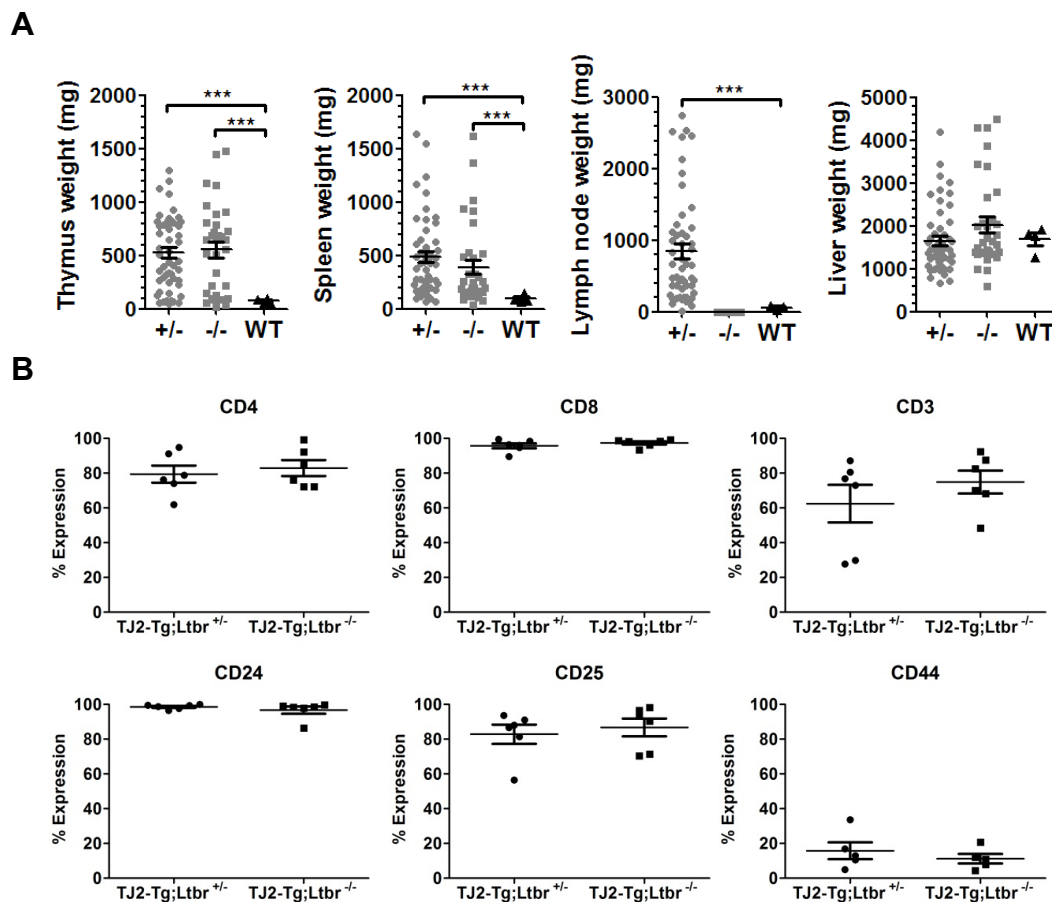 A
Thymus weight (mg)
2000
1500
1000
500
0
***
***
+/- -/- WT
Spleen weight (mg)
2000
1500
1000
500
0
***
***
+/- -/- WT
Lymph node weight (mg)
3000
2000
1000
0
***
+/- -/- WT
Liver weight (mg)
5000
4000
3000
2000
1000
0
+/- -/- WT
B
CD4
% Expression
100
80
60
40
20
0
TJ2-Tg;Ltbr +/- TJ2-Tg;Ltbr -/-
CD8
% Expression
100
80
60
40
20
0
TJ2-Tg;Ltbr +/- TJ2-Tg;Ltbr -/-
CD3
% Expression
100
80
60
40
20
0
TJ2-Tg;Ltbr +/- TJ2-Tg;Ltbr -/-
CD24
% Expression
100
80
60
40
20
0
TJ2-Tg;Ltbr +/- TJ2-Tg;Ltbr -/-
CD25
% Expression
100
80
60
40
20
0
TJ2-Tg;Ltbr +/- TJ2-Tg;Ltbr -/-
CD44
% Expression
100
80
60
40
20
0
TJ2-Tg;Ltbr +/- TJ2-Tg;Ltbr -/-